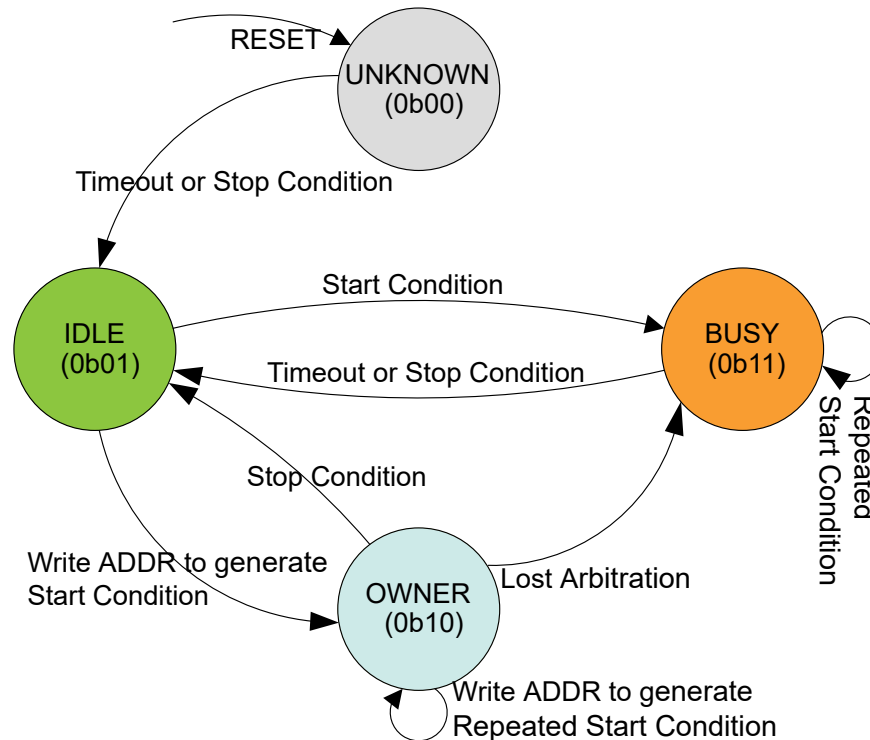 RESET
UNKNOWN
(0b00)
Timeout or Stop Condition
Start Condition
IDLE
(0b01)
BUSY
(0b11)
Timeout or Stop Condition
Repeated
Start Condition
Stop Condition
Write ADDR to generate
Start Condition
Lost Arbitration
OWNER
(0b10)
Write ADDR to generate
Repeated Start Condition